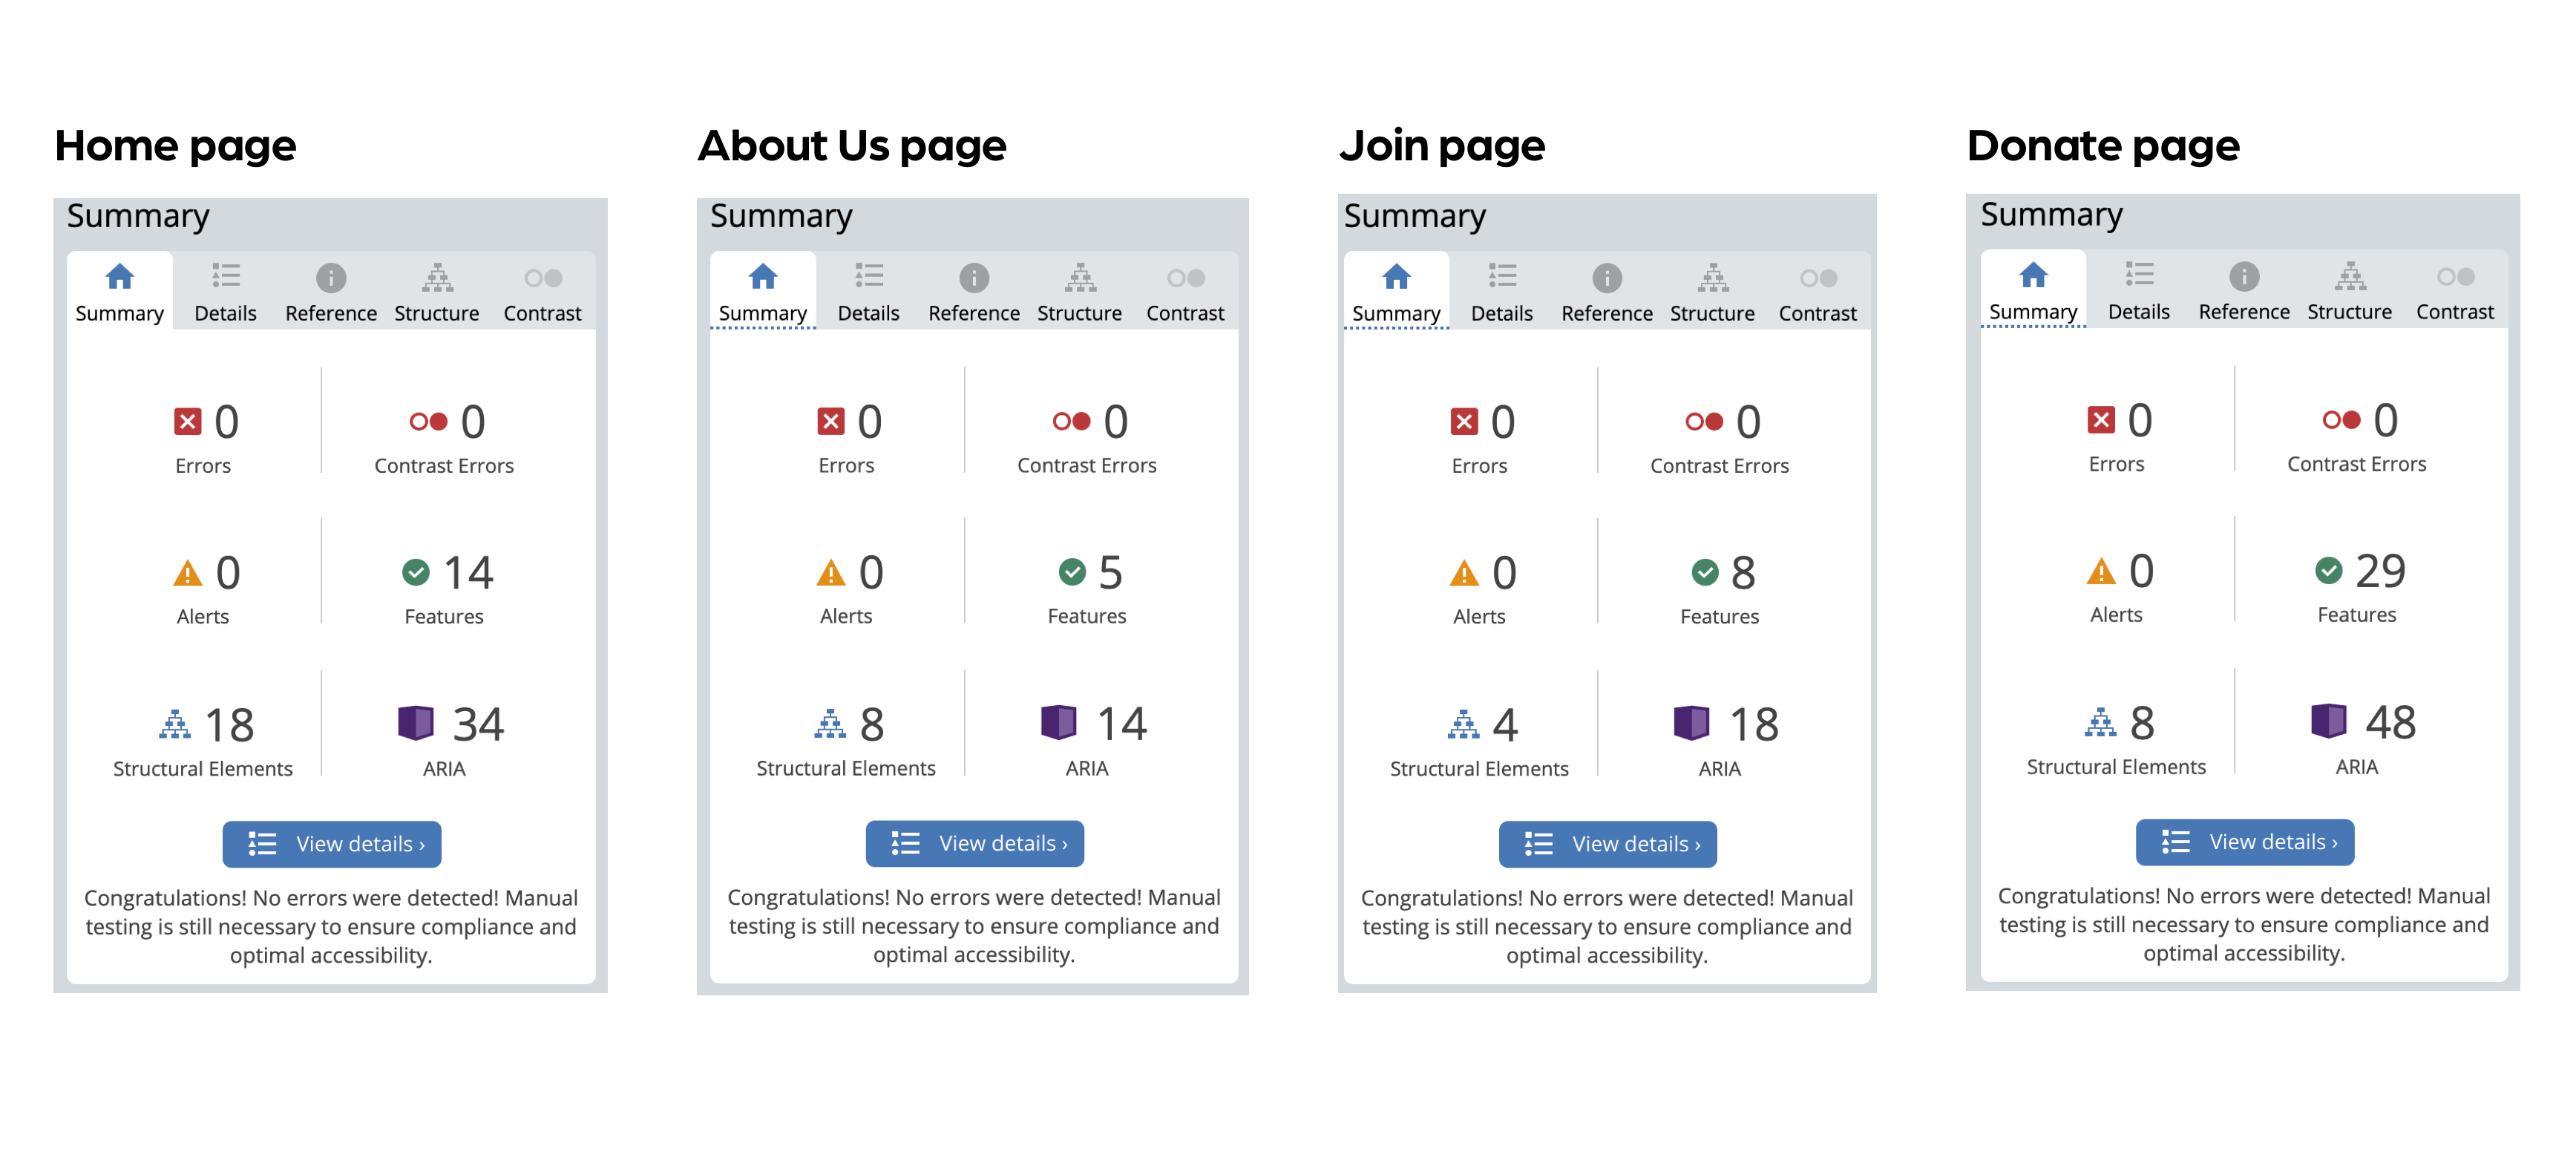 Home page
Summary
Summary Details Reference Structure Contrast
0 0
Errors Contrast Errors
0 14
Alerts Features
18 34
Structural Elements ARIA
View details ›
Congratulations! No errors were detected! Manual
testing is still necessary to ensure compliance and
optimal accessibility.
About Us page
Summary
Summary Details Reference Structure Contrast
0 0
Errors Contrast Errors
0 5
Alerts Features
8 14
Structural Elements ARIA
View details ›
Congratulations! No errors were detected! Manual
testing is still necessary to ensure compliance and
optimal accessibility.
Join page
Summary
Summary Details Reference Structure Contrast
0 0
Errors Contrast Errors
0 8
Alerts Features
4 18
Structural Elements ARIA
View details ›
Congratulations! No errors were detected! Manual
testing is still necessary to ensure compliance and
optimal accessibility.
Donate page
Summary
Summary Details Reference Structure Contrast
0 0
Errors Contrast Errors
0 29
Alerts Features
8 48
Structural Elements ARIA
View details ›
Congratulations! No errors were detected! Manual
testing is still necessary to ensure compliance and
optimal accessibility.